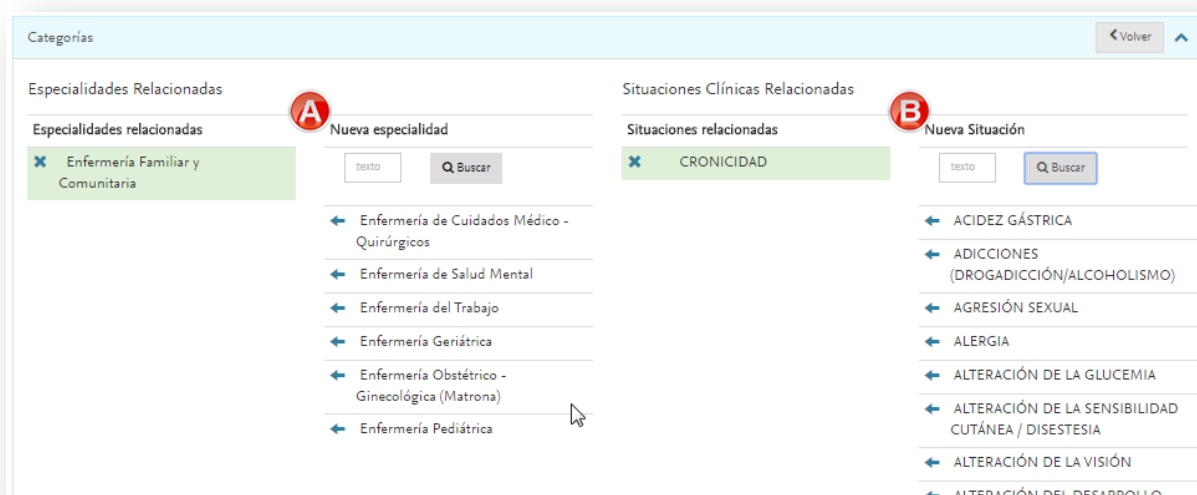 Categorías
Volver
Especialidades Relacionadas
A
Especialidades relacionadas
Nueva especialidad
Enfermería Familiar y
Comunitaria
texto
Buscar
Enfermería de Cuidados Médico -
Quirúrgicos
Enfermería de Salud Mental
Enfermería del Trabajo
Enfermería Geriátrica
Enfermería Obstétrico -
Ginecológica (Matrona)
Enfermería Pediátrica
Situaciones Clínicas Relacionadas
B
Situaciones relacionadas
Nueva Situación
CRONICIDAD
texto
Buscar
ACIDEZ GÁSTRICA
ADICCIONES
(DROGADICCIÓN/ALCOHOLISMO)
AGRESIÓN SEXUAL
ALERGIA
ALTERACIÓN DE LA GLUCEMIA
ALTERACIÓN DE LA SENSIBILIDAD
CUTÁNEA / DISESTESIA
ALTERACIÓN DE LA VISIÓN
ALTERACIÓN DEL DESARROLLO